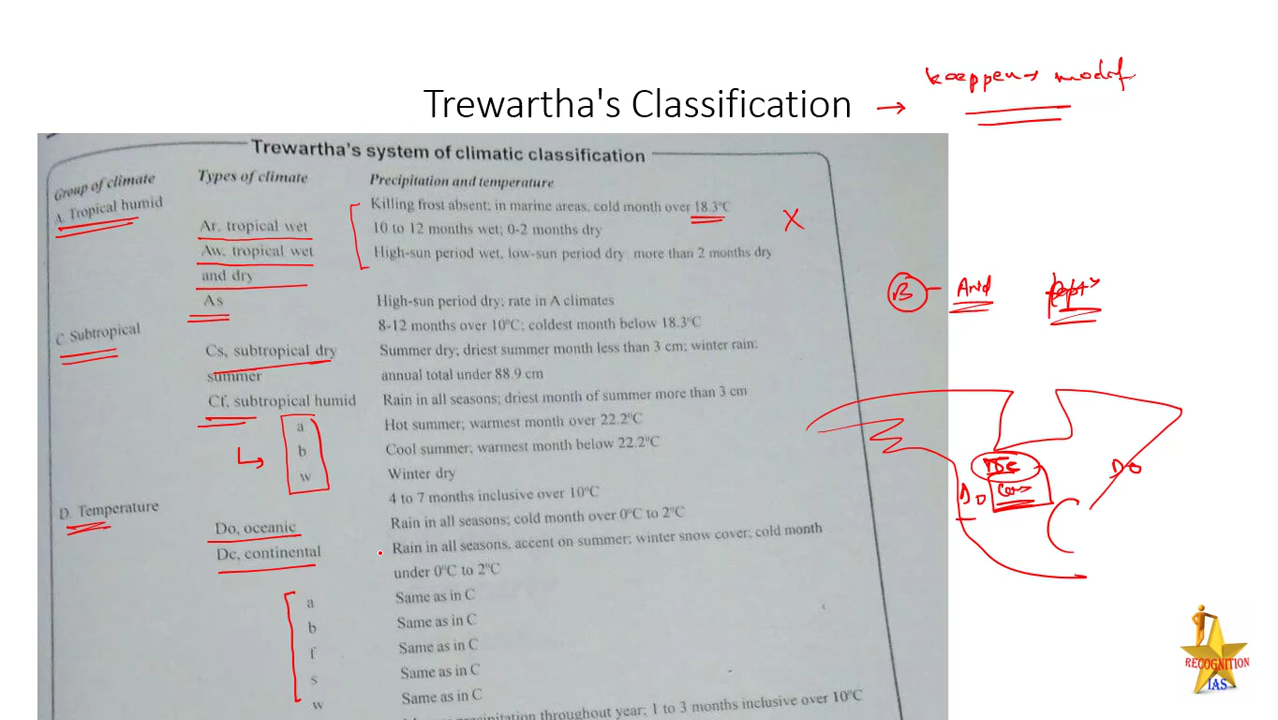 Koeppen → modif
Trewartha's Classification →
Trewartha's system of climatic classification
Group of climate Types of climate Precipitation and temperature
A. Tropical humid Killing frost absent; in marine areas, cold month over 18.3°C
Ar. tropical wet 10 to 12 months wet; 0-2 months dry
Aw. tropical wet High-sun period wet, low-sun period dry more than 2 months dry
and dry
As High-sun period dry; rate in A climates
C. Subtropical 8-12 months over 10°C; coldest month below 18.3°C
Cs, subtropical dry Summer dry; driest summer month less than 3 cm; winter rain;
summer annual total under 88.9 cm
Cf, subtropical humid Rain in all seasons; driest month of summer more than 3 cm
a Hot summer; warmest month over 22.2°C
b Cool summer; warmest month below 22.2°C
w Winter dry
D. Temperature 4 to 7 months inclusive over 10°C
Do, oceanic Rain in all seasons; cold month over 0°C to 2°C
Dc, continental Rain in all seasons, accent on summer; winter snow cover; cold month
under 0°C to 2°C
a Same as in C
b Same as in C
f Same as in C
s Same as in C
w Same as in C
precipitation throughout year; 1 to 3 months inclusive over 10°C
X
B Arid
Do
Do
RECOGNITION
IAS